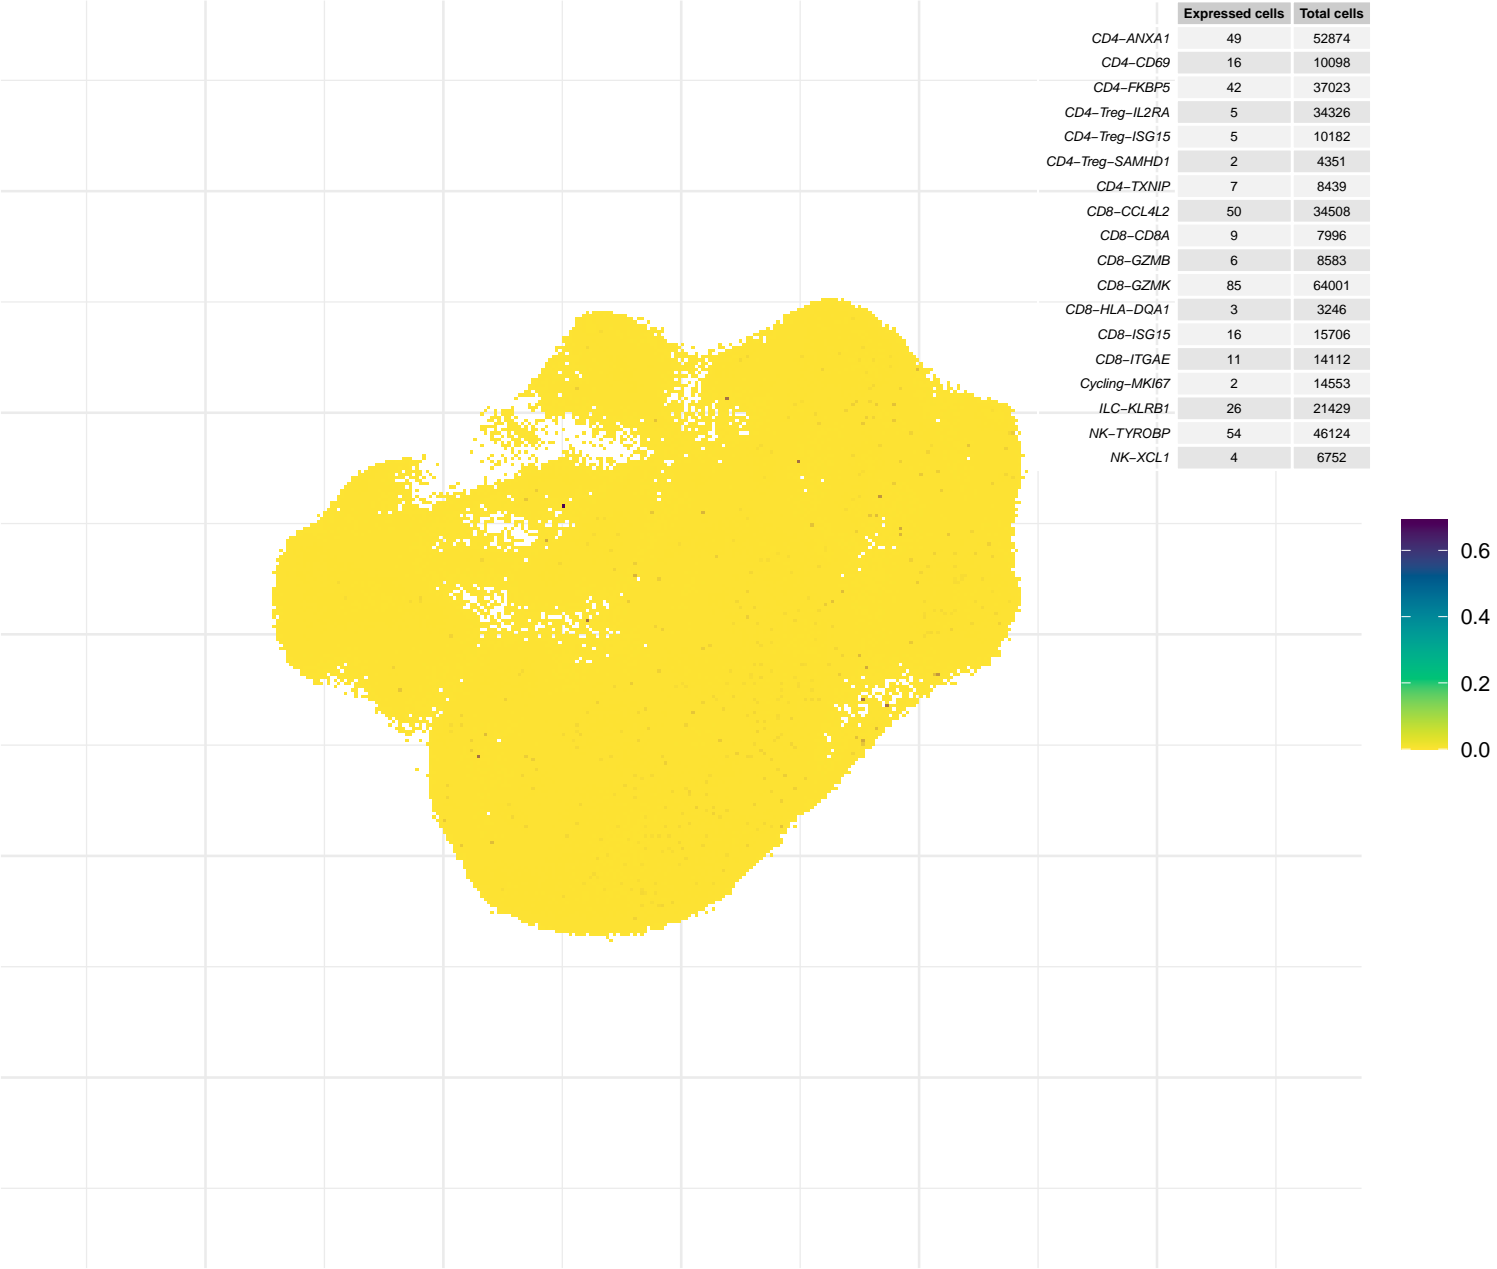 Expressed cells Total cells
CD4−ANXA1 49 52874
CD4−CD69 16 10098
CD4−FKBP5 42 37023
CD4−Treg−IL2RA 5 34326
CD4−Treg−ISG15 5 10182
CD4−Treg−SAMHD1 2 4351
CD4−TXNIP 7 8439
CD8−CCL4L2 50 34508
CD8−CD8A 9 7996
CD8−GZMB 6 8583
CD8−GZMK 85 64001
CD8−HLA−DQA1 3 3246
CD8−ISG15 16 15706
CD8−ITGAE 11 14112
Cycling−MKI67 2 14553
ILC−KLRB1 26 21429
NK−TYROBP 54 46124
NK−XCL1 4 6752
0.6
0.4
0.2
0.0